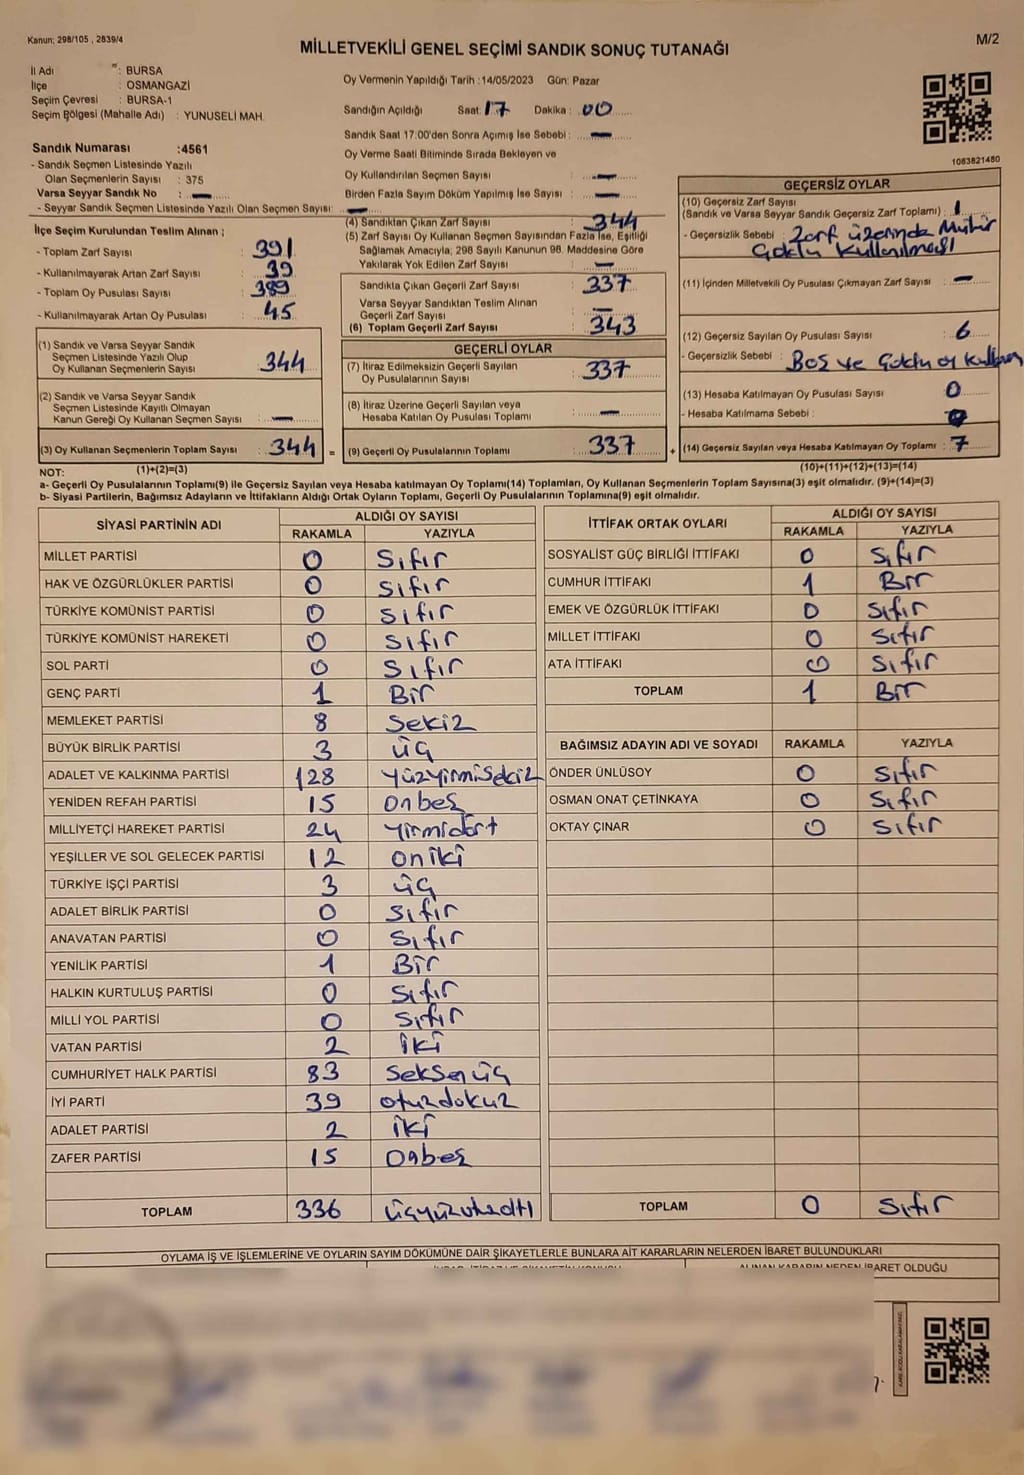 Kanun: 298/105 , 2839/4
MİLLETVEKİLİ GENEL SEÇİMİ SANDIK SONUÇ TUTANAĞI
M/2
İl Adı : BURSA
İlçe : OSMANGAZİ
Seçim Çevresi : BURSA-1
Seçim Bölgesi (Mahalle Adı) : YUNUSELİ MAH.
Sandık Numarası :4561
- Sandık Seçmen Listesinde Yazılı
Olan Seçmenlerin Sayısı : 375
Varsa Seyyar Sandık No : —
- Seyyar Sandık Seçmen Listesinde Yazılı Olan Seçmen Sayısı: —
İlçe Seçim Kurulundan Teslim Alınan ;
- Toplam Zarf Sayısı : 391
- Kullanılmayarak Artan Zarf Sayısı : 39
- Toplam Oy Pusulası Sayısı : 389
- Kullanılmayarak Artan Oy Pusulası : 45
Oy Vermenin Yapıldığı Tarih :14/05/2023 Gün: Pazar
Sandığın Açıldığı Saat: 17 Dakika : 00
Sandık Saat 17:00'den Sonra Açımış İse Sebebi : —
Oy Verme Saati Bitiminde Sırada Bekleyen ve
Oy Kullandırılan Seçmen Sayısı : —
Birden Fazla Sayım Döküm Yapılmış İse Sayısı : —
(4) Sandıktan Çıkan Zarf Sayısı : 344
(5) Zarf Sayısı Oy Kullanan Seçmen Sayısından Fazla İse, Eşitliği
Sağlamak Amacıyla, 298 Sayılı Kanunun 98. Maddesine Göre
Yakılarak Yok Edilen Zarf Sayısı : —
Sandıkta Çıkan Geçerli Zarf Sayısı : 337
Varsa Seyyar Sandıktan Teslim Alınan
Geçerli Zarf Sayısı : —
(6) Toplam Geçerli Zarf Sayısı : 343
1063821480
GEÇERSİZ OYLAR
(10) Geçersiz Zarf Sayısı
(Sandık ve Varsa Seyyar Sandık Geçersiz Zarf Toplamı) : 1
- Geçersizlik Sebebi : Zarf üzerinda Mühür
Çoklu Kullanılması
(11) İçinden Milletvekili Oy Pusulası Çıkmayan Zarf Sayısı : —
(12) Geçersiz Sayılan Oy Pusulası Sayısı : 6
- Geçersizlik Sebebi : Boş ve Çoklu oy
(13) Hesaba Katılmayan Oy Pusulası Sayısı : 0
- Hesaba Katılmama Sebebi :
(14) Geçersiz Sayılan veya Hesaba Katılmayan Oy Toplamı : 7
(1) Sandık ve Varsa Seyyar Sandık
Seçmen Listesinde Yazılı Olup
Oy Kullanan Seçmenlerin Sayısı : 344
(2) Sandık ve Varsa Seyyar Sandık
Seçmen Listesinde Kayıtlı Olmayan
Kanun Gereği Oy Kullanan Seçmen Sayısı : —
(3) Oy Kullanan Seçmenlerin Toplam Sayısı : 344 =
GEÇERLİ OYLAR
(7) İtiraz Edilmeksizin Geçerli Sayılan
Oy Pusulalarının Sayısı : 337
(8) İtiraz Üzerine Geçerli Sayılan veya
Hesaba Katılan Oy Pusulası Toplamı : —
(9) Geçerli Oy Pusulalarının Toplamı : 337 +
NOT: (1)+(2)=(3) (10)+(11)+(12)+(13)=(14)
a- Geçerli Oy Pusulalarının Toplamı(9) ile Geçersiz Sayılan veya Hesaba katılmayan Oy Toplamı(14) Toplamları, Oy Kullanan Seçmenlerin Toplam Sayısına(3) eşit olmalıdır. (9)+(14)=(3)
b- Siyasi Partilerin, Bağımsız Adayların ve İttifakların Aldığı Ortak Oyların Toplamı, Geçerli Oy Pusulalarının Toplamına(9) eşit olmalıdır.
SİYASİ PARTİNİN ADI ALDIĞI OY SAYISI
RAKAMLA YAZIYLA
MİLLET PARTİSİ 0 Sıfır
HAK VE ÖZGÜRLÜKLER PARTİSİ 0 Sıfır
TÜRKİYE KOMÜNİST PARTİSİ 0 Sıfır
TÜRKİYE KOMÜNİST HAREKETİ 0 Sıfır
SOL PARTİ 0 Sıfır
GENÇ PARTİ 1 Bir
MEMLEKET PARTİSİ 8 Sekiz
BÜYÜK BİRLİK PARTİSİ 3 üç
ADALET VE KALKINMA PARTİSİ 128 yüzyirmisekiz
YENİDEN REFAH PARTİSİ 15 Onbeş
MİLLİYETÇİ HAREKET PARTİSİ 24 yirmidört
YEŞİLLER VE SOL GELECEK PARTİSİ 12 oniki
TÜRKİYE İŞÇİ PARTİSİ 3 üç
ADALET BİRLİK PARTİSİ 0 Sıfır
ANAVATAN PARTİSİ 0 Sıfır
YENİLİK PARTİSİ 1 Bir
HALKIN KURTULUŞ PARTİSİ 0 Sıfır
MİLLİ YOL PARTİSİ 0 Sıfır
VATAN PARTİSİ 2 iki
CUMHURİYET HALK PARTİSİ 83 Seksenüç
İYİ PARTİ 39 otuzdokuz
ADALET PARTİSİ 2 iki
ZAFER PARTİSİ 15 Onbeş
TOPLAM 336 üçyüzotuzaltı
İTTİFAK ORTAK OYLARI ALDIĞI OY SAYISI
RAKAMLA YAZIYLA
SOSYALİST GÜÇ BİRLİĞİ İTTİFAKI 0 Sıfır
CUMHUR İTTİFAKI 1 Bir
EMEK VE ÖZGÜRLÜK İTTİFAKI 0 Sıfır
MİLLET İTTİFAKI 0 Sıfır
ATA İTTİFAKI 0 Sıfır
TOPLAM 1 Bir
BAĞIMSIZ ADAYIN ADI VE SOYADI RAKAMLA YAZIYLA
ÖNDER ÜNLÜSOY 0 Sıfır
OSMAN ONAT ÇETİNKAYA 0 Sıfır
OKTAY ÇINAR 0 Sıfır
TOPLAM 0 Sıfır
OYLAMA İŞ VE İŞLEMLERİNE VE OYLARIN SAYIM DÖKÜMÜNE DAİR ŞİKAYETLERLE BUNLARA AİT KARARLARIN NELERDEN İBARET BULUNDUKLARI
ALINAN KARARIN NEDEN İBARET OLDUĞU